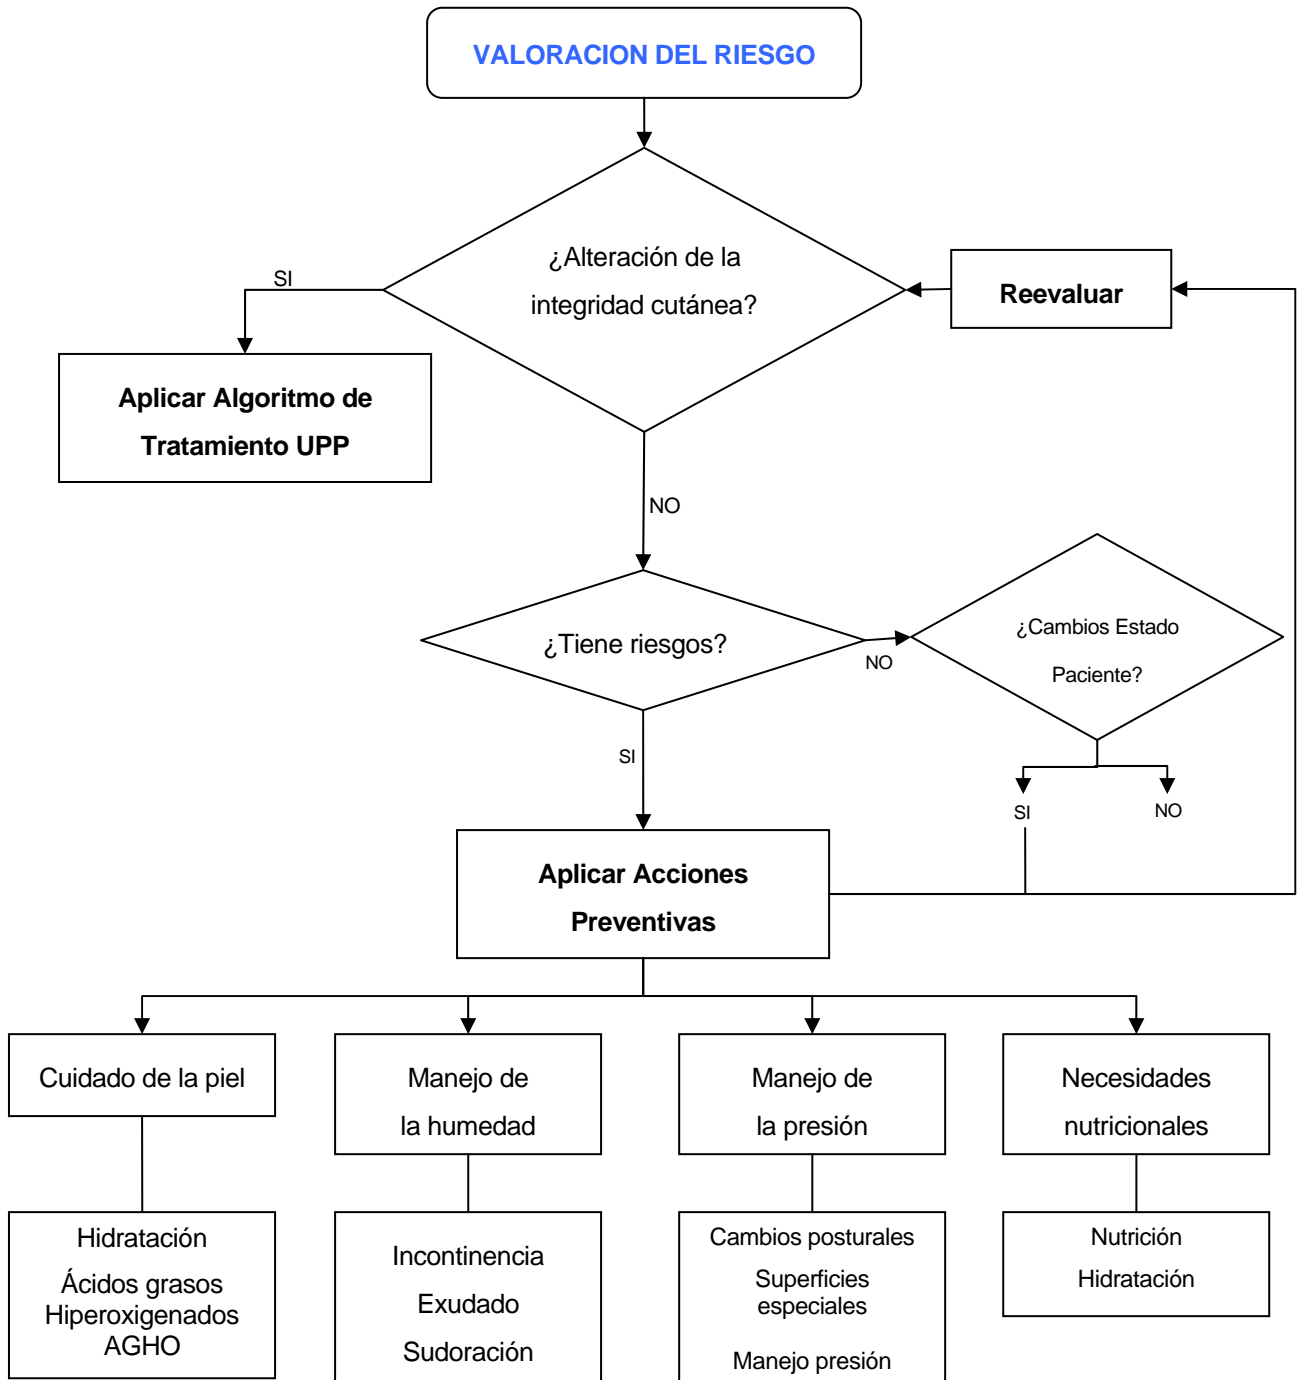 VALORACION DEL RIESGO
¿Alteración de la
integridad cutánea?
SI
Reevaluar
Aplicar Algoritmo de
Tratamiento UPP
NO
¿Tiene riesgos?
NO
¿Cambios Estado
Paciente?
SI
SI
NO
Aplicar Acciones
Preventivas
Cuidado de la piel
Manejo de
la humedad
Manejo de
la presión
Necesidades
nutricionales
Hidratación
Ácidos grasos
Hiperoxigenados
AGHO
Incontinencia
Exudado
Sudoración
Cambios posturales
Superficies
especiales
Manejo presión
Nutrición
Hidratación